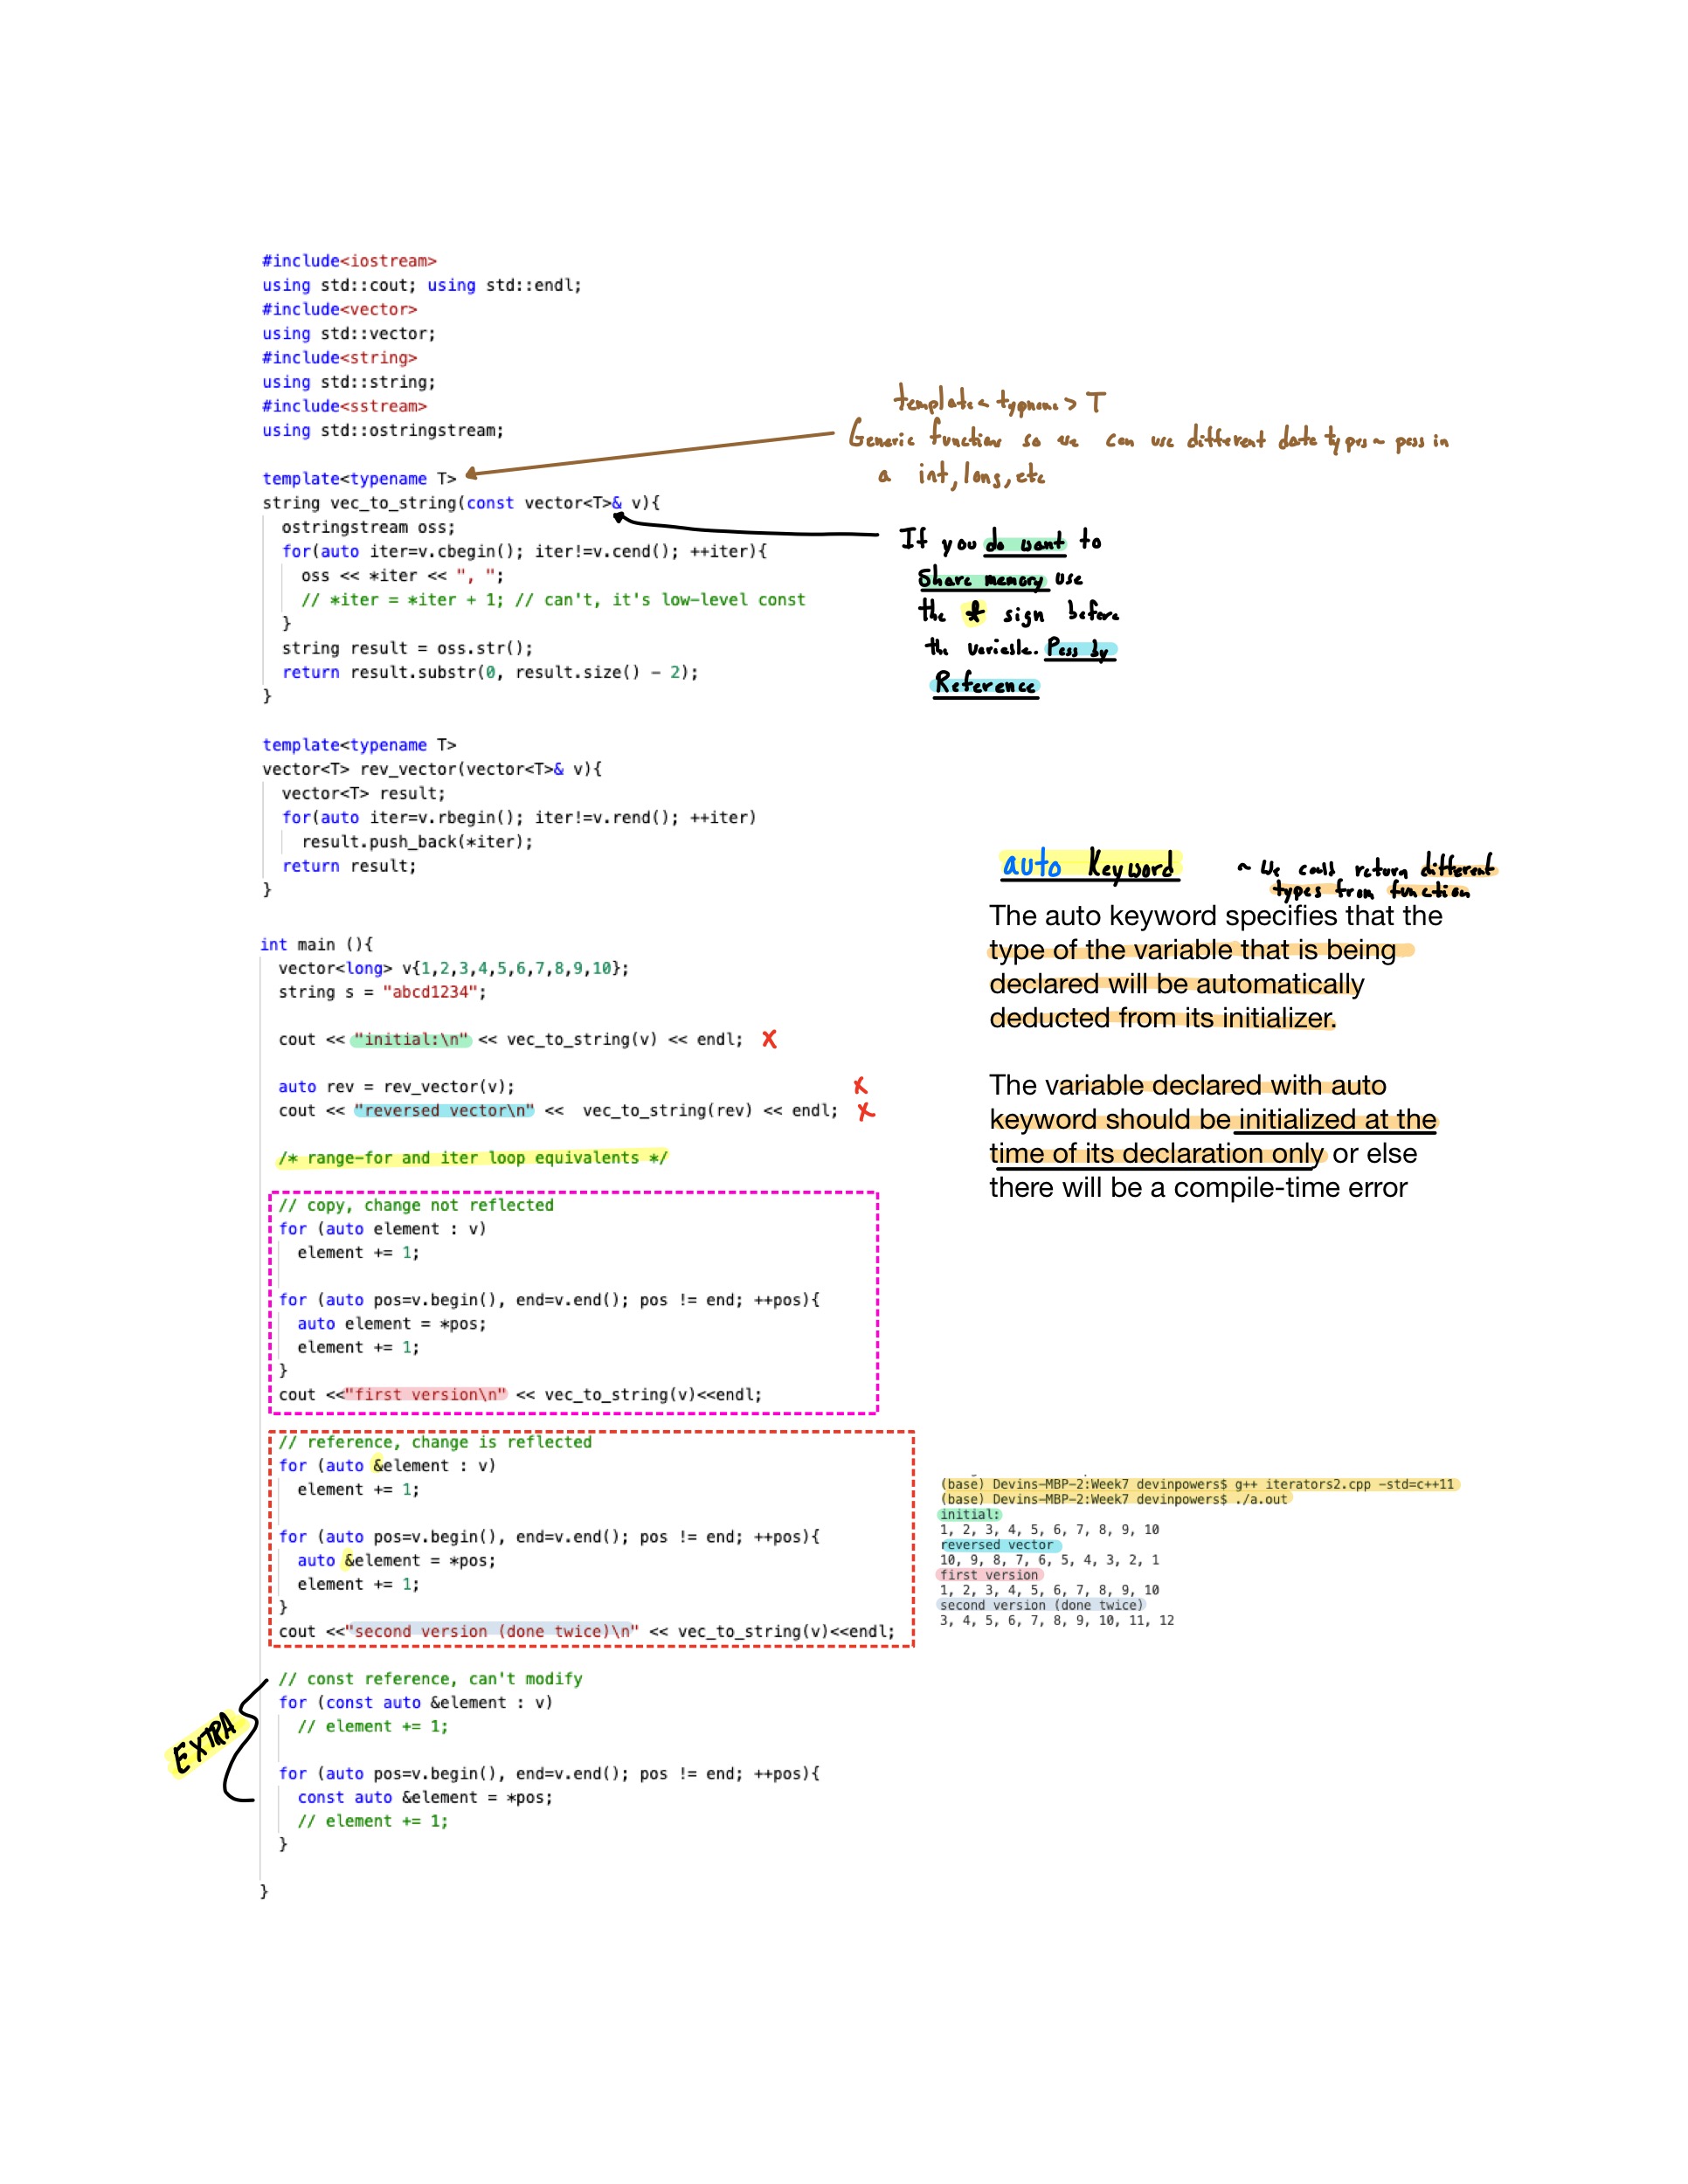 #include<iostream>
using std::cout; using std::endl;
#include<vector>
using std::vector;
#include<string>
using std::string;
#include<sstream>
using std::ostringstream;
template<typename T>
string vec_to_string(const vector<T>& v){
ostringstream oss;
for(auto iter=v.cbegin(); iter!=v.cend(); ++iter){
oss << *iter << ", ";
// *iter = *iter + 1; // can't, it's low-level const
}
string result = oss.str();
return result.substr(0, result.size() - 2);
}
template < typname > T
Generic function so we can use different data types ~ pass in
a int, long, etc
If you do want to
Share memory use
the & sign before
the variable. Pass by
Reference
template<typename T>
vector<T> rev_vector(vector<T>& v){
vector<T> result;
for(auto iter=v.rbegin(); iter!=v.rend(); ++iter)
result.push_back(*iter);
return result;
}
auto Keyword
~ We could return different
types from function
The auto keyword specifies that the
type of the variable that is being
declared will be automatically
deducted from its initializer.
The variable declared with auto
keyword should be initialized at the
time of its declaration only or else
there will be a compile-time error
int main (){
vector<long> v{1,2,3,4,5,6,7,8,9,10};
string s = "abcd1234";
cout << "initial:\n" << vec_to_string(v) << endl; X
auto rev = rev_vector(v); X
cout << "reversed vector\n" << vec_to_string(rev) << endl; X
/* range-for and iter loop equivalents */
// copy, change not reflected
for (auto element : v)
element += 1;
for (auto pos=v.begin(), end=v.end(); pos != end; ++pos){
auto element = *pos;
element += 1;
}
cout <<"first version\n" << vec_to_string(v)<<endl;
// reference, change is reflected
for (auto &element : v)
element += 1;
for (auto pos=v.begin(), end=v.end(); pos != end; ++pos){
auto &element = *pos;
element += 1;
}
cout <<"second version (done twice)\n" << vec_to_string(v)<<endl;
(base) Devins-MBP-2:Week7 devinpowers$ g++ iterators2.cpp -std=c++11
(base) Devins-MBP-2:Week7 devinpowers$ ./a.out
initial:
1, 2, 3, 4, 5, 6, 7, 8, 9, 10
reversed vector
10, 9, 8, 7, 6, 5, 4, 3, 2, 1
first version
1, 2, 3, 4, 5, 6, 7, 8, 9, 10
second version (done twice)
3, 4, 5, 6, 7, 8, 9, 10, 11, 12
EXTRA
// const reference, can't modify
for (const auto &element : v)
// element += 1;
for (auto pos=v.begin(), end=v.end(); pos != end; ++pos){
const auto &element = *pos;
// element += 1;
}
}